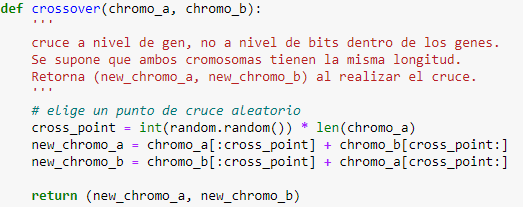 def crossover(chromo_a, chromo_b):
    '''
    cruce a nivel de gen, no a nivel de bits dentro de los genes.
    Se supone que ambos cromosomas tienen la misma longitud.
    Retorna (new_chromo_a, new_chromo_b) al realizar el cruce.
    '''
    # elige un punto de cruce aleatorio
    cross_point = int(random.random()) * len(chromo_a)
    new_chromo_a = chromo_a[:cross_point] + chromo_b[cross_point:]
    new_chromo_b = chromo_b[:cross_point] + chromo_a[cross_point:]

    return (new_chromo_a, new_chromo_b)